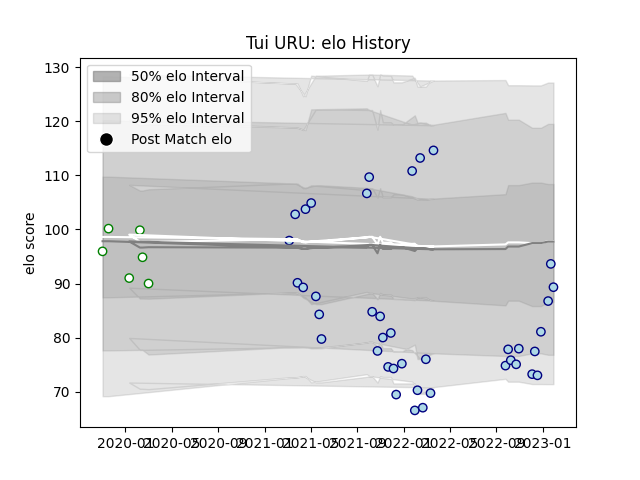 Tui URU: elo History
130
120
110
100
90
80
70
elo score
50% elo Interval
80% elo Interval
95% elo Interval
Post Match elo
2020-01
2020-05
2020-09
2021-01
2021-05
2021-09
2022-01
2022-05
2022-09
2023-01